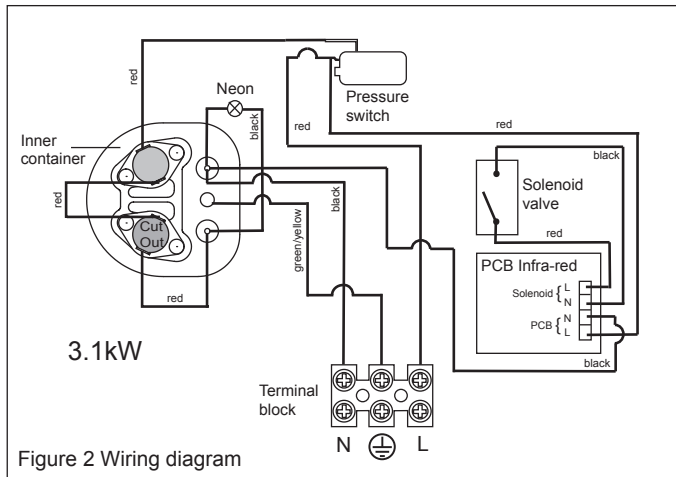 red
Neon
Pressure
switch
red
black
red
black
Inner
container
red
Cut
Out
Solenoid
valve
green/yellow
black
red
PCB Infra-red
Solenoid { L
N
PCB { N
L
red
3.1kW
black
Terminal
block
N L
Figure 2 Wiring diagram